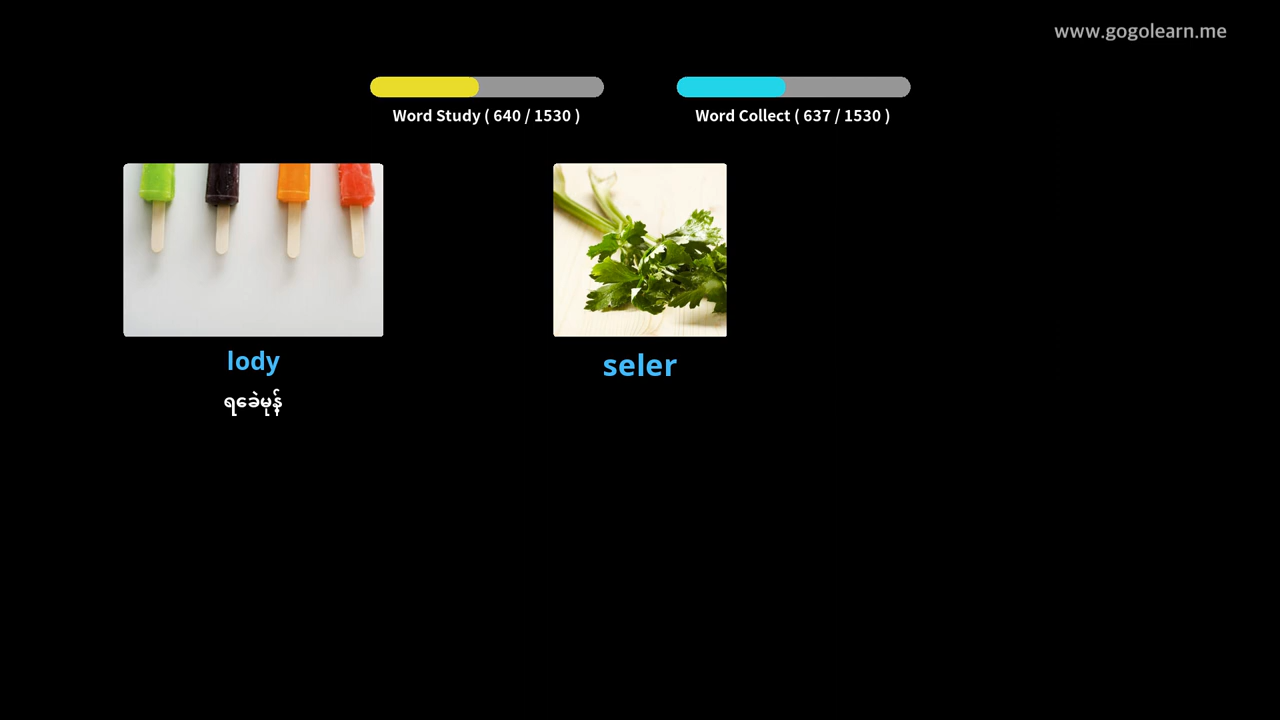 www.gogolearn.me
Word Study ( 640 / 1530 )
Word Collect ( 637 / 1530 )
lody
ရခေဲမုန့်
seler